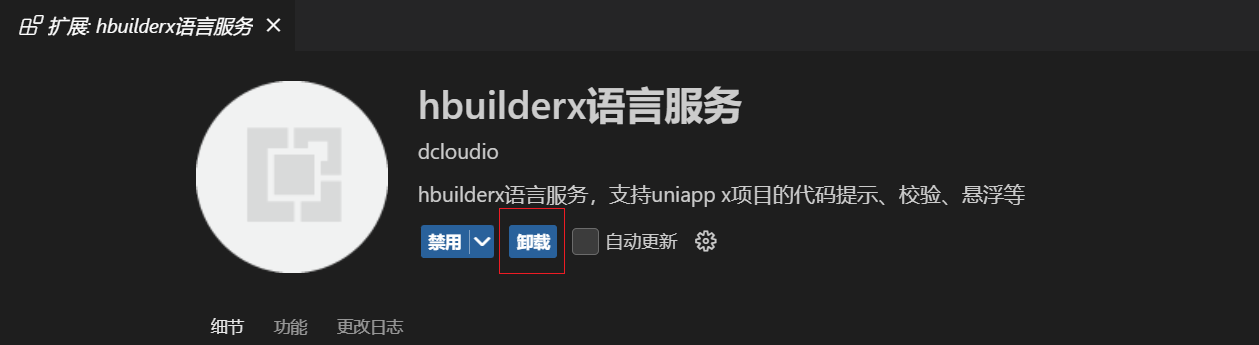 扩展: hbuilderx语言服务
hbuilderx语言服务
dcloudio
hbuilderx语言服务，支持uniapp x项目的代码提示、校验、悬浮等
禁用 卸载 自动更新
细节 功能 更改日志